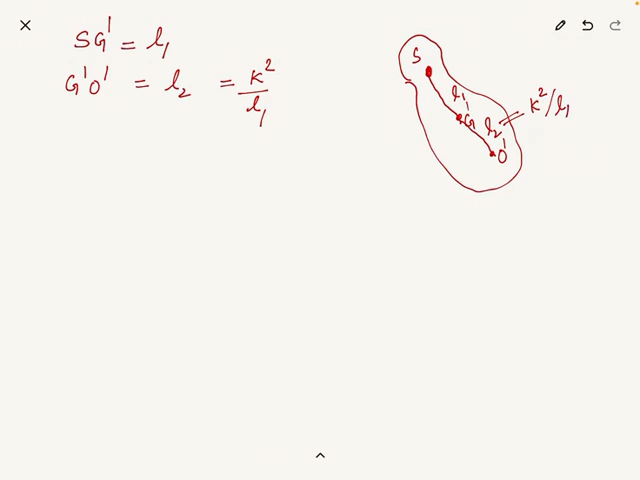 SG' = l₁
G'O' = l₂ = K²/l₁
S
l₁
G'
l₂
K²/l₁
O'